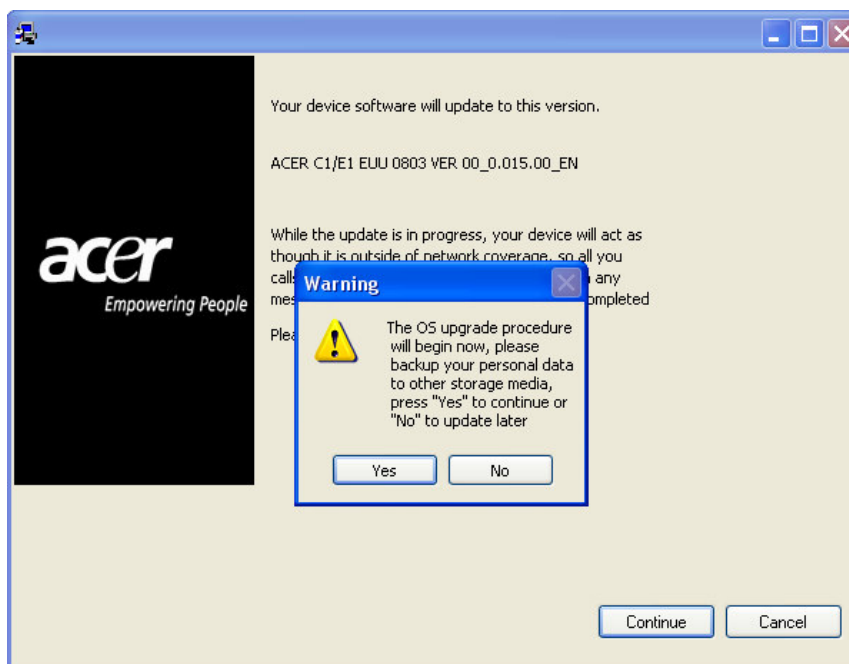 acer
Empowering People
Your device software will update to this version.
ACER C1/E1 EUU 0803 VER 00_0.015.00_EN
While the update is in progress, your device will act as
though it is outside of network coverage, so all you
any
ompleted
Warning
The OS upgrade procedure
will begin now, please
backup your personal data
to other storage media,
press "Yes" to continue or
"No" to update later
Yes
No
Continue
Cancel